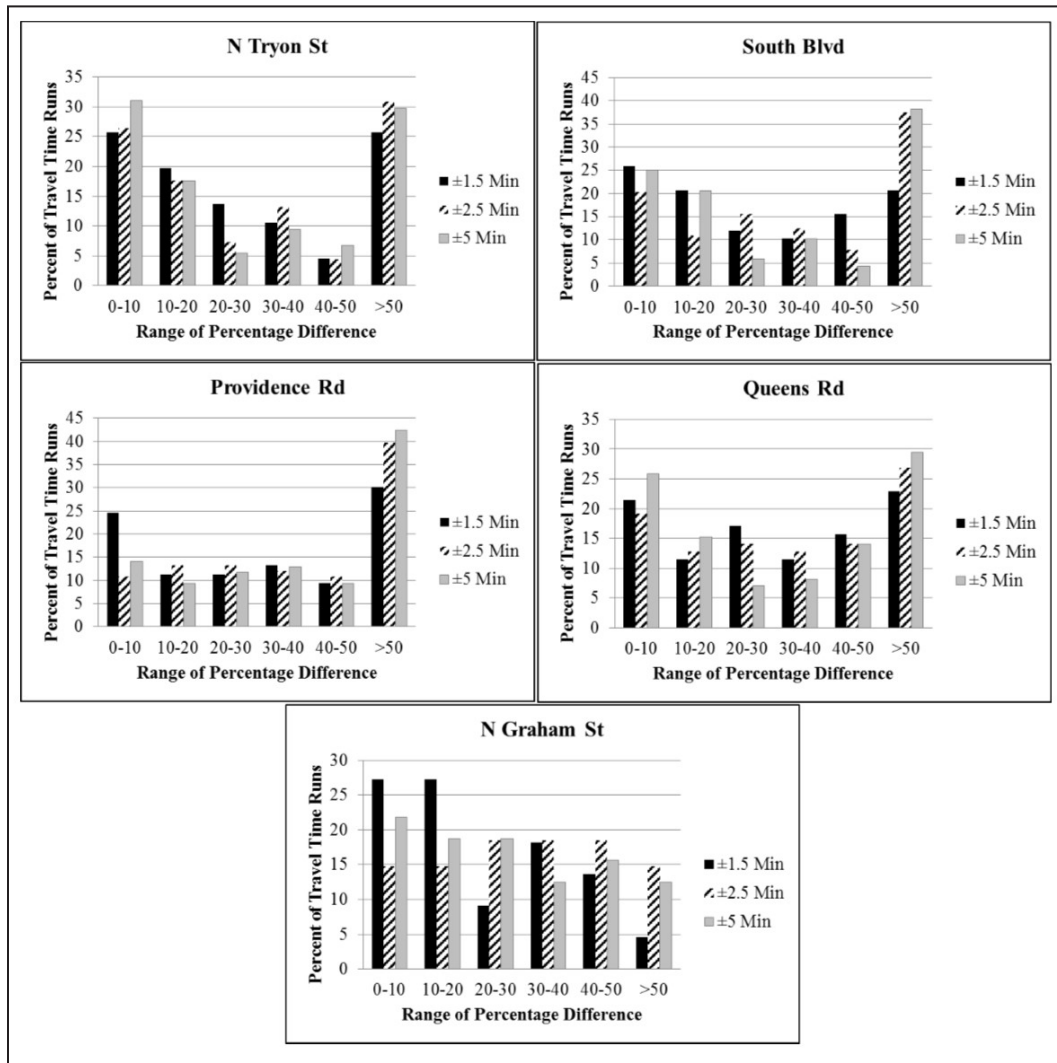 N Tryon St
Percent of Travel Time Runs
35
30
25
20
15
10
5
0
0-10 10-20 20-30 30-40 40-50 >50
Range of Percentage Difference
±1.5 Min
±2.5 Min
±5 Min
South Blvd
Percent of Travel Time Runs
45
40
35
30
25
20
15
10
5
0
0-10 10-20 20-30 30-40 40-50 >50
Range of Percentage Difference
±1.5 Min
±2.5 Min
±5 Min
Providence Rd
Percent of Travel Time Runs
45
40
35
30
25
20
15
10
5
0
0-10 10-20 20-30 30-40 40-50 >50
Range of Percentage Difference
±1.5 Min
±2.5 Min
±5 Min
Queens Rd
Percent of Travel Time Runs
35
30
25
20
15
10
5
0
0-10 10-20 20-30 30-40 40-50 >50
Range of Percentage Difference
±1.5 Min
±2.5 Min
±5 Min
N Graham St
Percent of Travel Time Runs
30
25
20
15
10
5
0
0-10 10-20 20-30 30-40 40-50 >50
Range of Percentage Difference
±1.5 Min
±2.5 Min
±5 Min